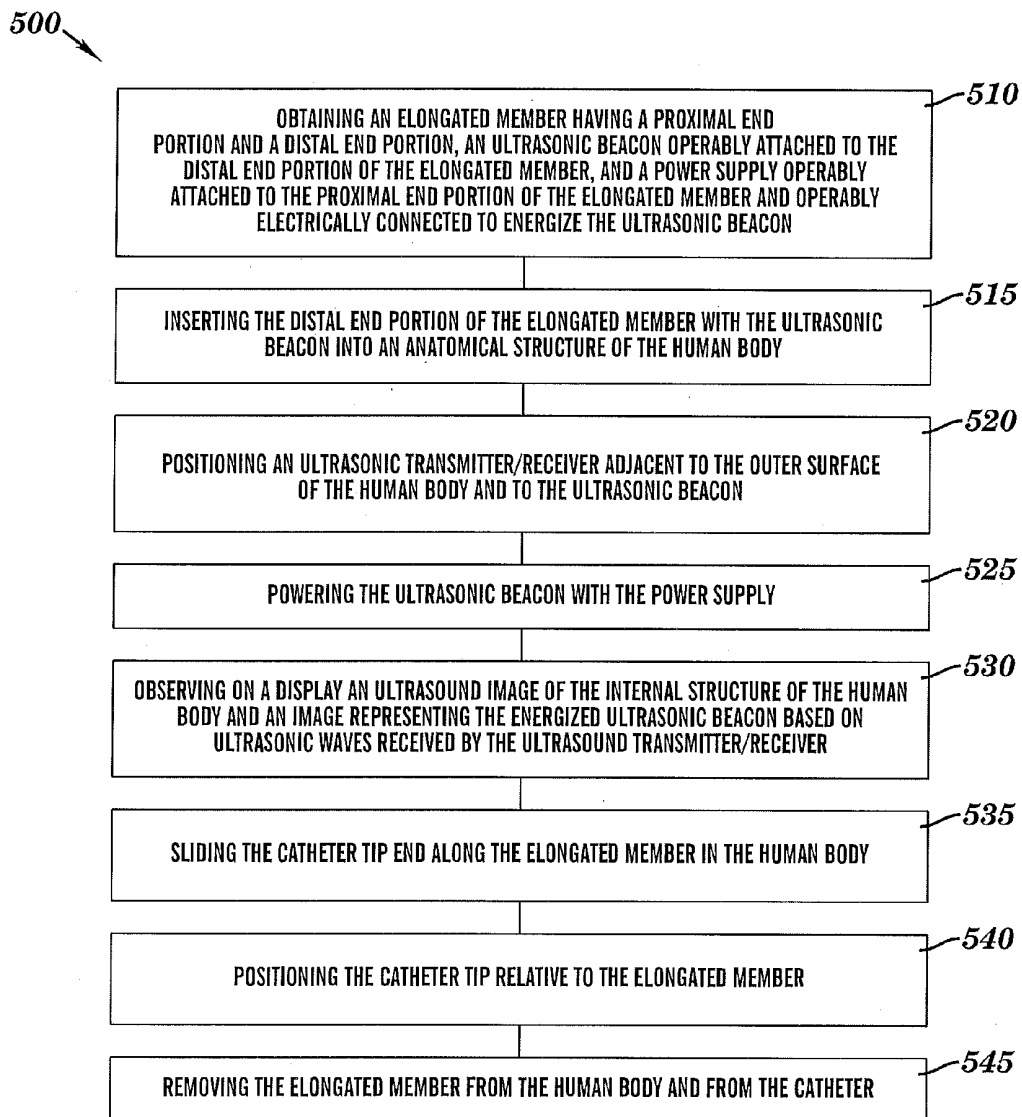 500
510
OBTAINING AN ELONGATED MEMBER HAVING A PROXIMAL END
PORTION AND A DISTAL END PORTION, AN ULTRASONIC BEACON OPERABLY ATTACHED TO THE
DISTAL END PORTION OF THE ELONGATED MEMBER, AND A POWER SUPPLY OPERABLY
ATTACHED TO THE PROXIMAL END PORTION OF THE ELONGATED MEMBER AND OPERABLY
ELECTRICALLY CONNECTED TO ENERGIZE THE ULTRASONIC BEACON
515
INSERTING THE DISTAL END PORTION OF THE ELONGATED MEMBER WITH THE ULTRASONIC
BEACON INTO AN ANATOMICAL STRUCTURE OF THE HUMAN BODY
520
POSITIONING AN ULTRASONIC TRANSMITTER/RECEIVER ADJACENT TO THE OUTER SURFACE
OF THE HUMAN BODY AND TO THE ULTRASONIC BEACON
525
POWERING THE ULTRASONIC BEACON WITH THE POWER SUPPLY
530
OBSERVING ON A DISPLAY AN ULTRASOUND IMAGE OF THE INTERNAL STRUCTURE OF THE HUMAN
BODY AND AN IMAGE REPRESENTING THE ENERGIZED ULTRASONIC BEACON BASED ON
ULTRASONIC WAVES RECEIVED BY THE ULTRASOUND TRANSMITTER/RECEIVER
535
SLIDING THE CATHETER TIP END ALONG THE ELONGATED MEMBER IN THE HUMAN BODY
540
POSITIONING THE CATHETER TIP RELATIVE TO THE ELONGATED MEMBER
545
REMOVING THE ELONGATED MEMBER FROM THE HUMAN BODY AND FROM THE CATHETER